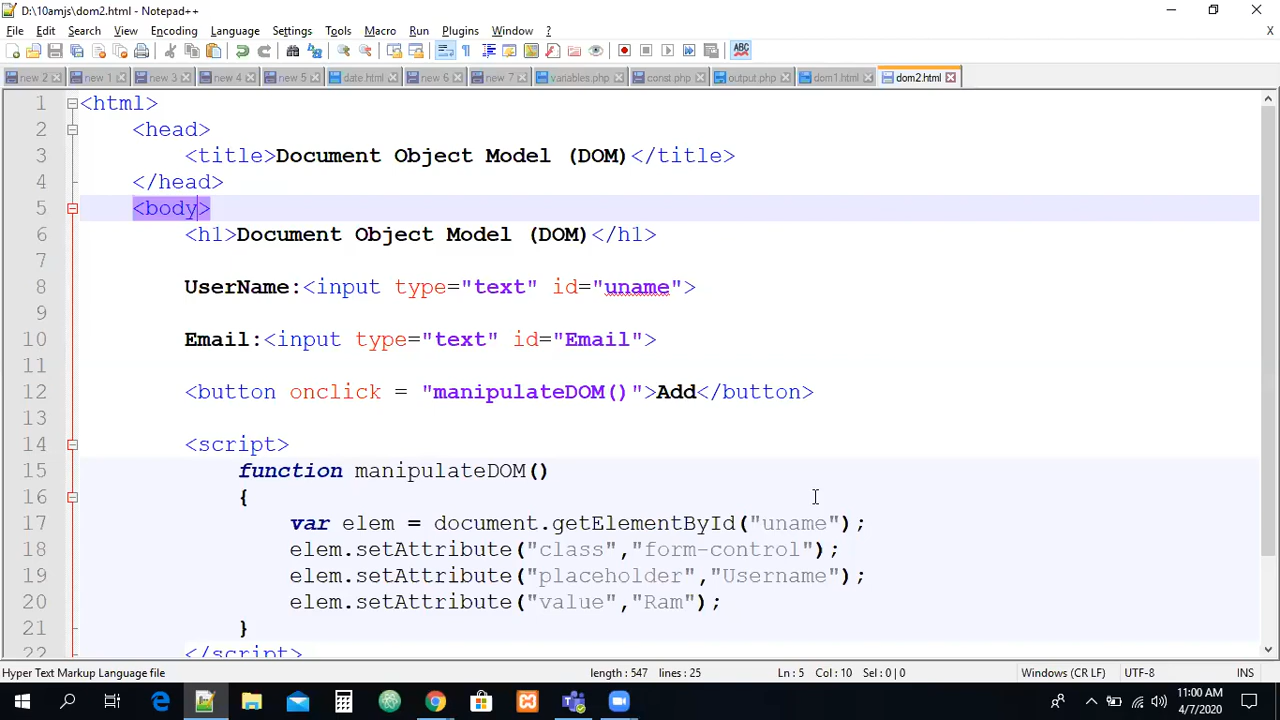 D:\10amjs\dom2.html - Notepad++
File Edit Search View Encoding Language Settings Tools Macro Run Plugins Window ? X
new 2 new 1 new 3 new 4 new 5 date.html new 6 new 7 variables.php const.php output.php dom1.html dom2.html
1 <html>
2 <head>
3 <title>Document Object Model (DOM)</title>
4 </head>
5 <body>
6 <h1>Document Object Model (DOM)</h1>
7
8 UserName:<input type="text" id="uname">
9
10 Email:<input type="text" id="Email">
11
12 <button onclick = "manipulateDOM()">Add</button>
13
14 <script>
15 function manipulateDOM()
16 {
17 var elem = document.getElementById("uname");
18 elem.setAttribute("class","form-control");
19 elem.setAttribute("placeholder","Username");
20 elem.setAttribute("value","Ram");
21 }
22 </script>
Hyper Text Markup Language file length : 547 lines : 25 Ln : 5 Col : 10 Sel : 0 | 0 Windows (CR LF) UTF-8 INS
11:00 AM
4/7/2020